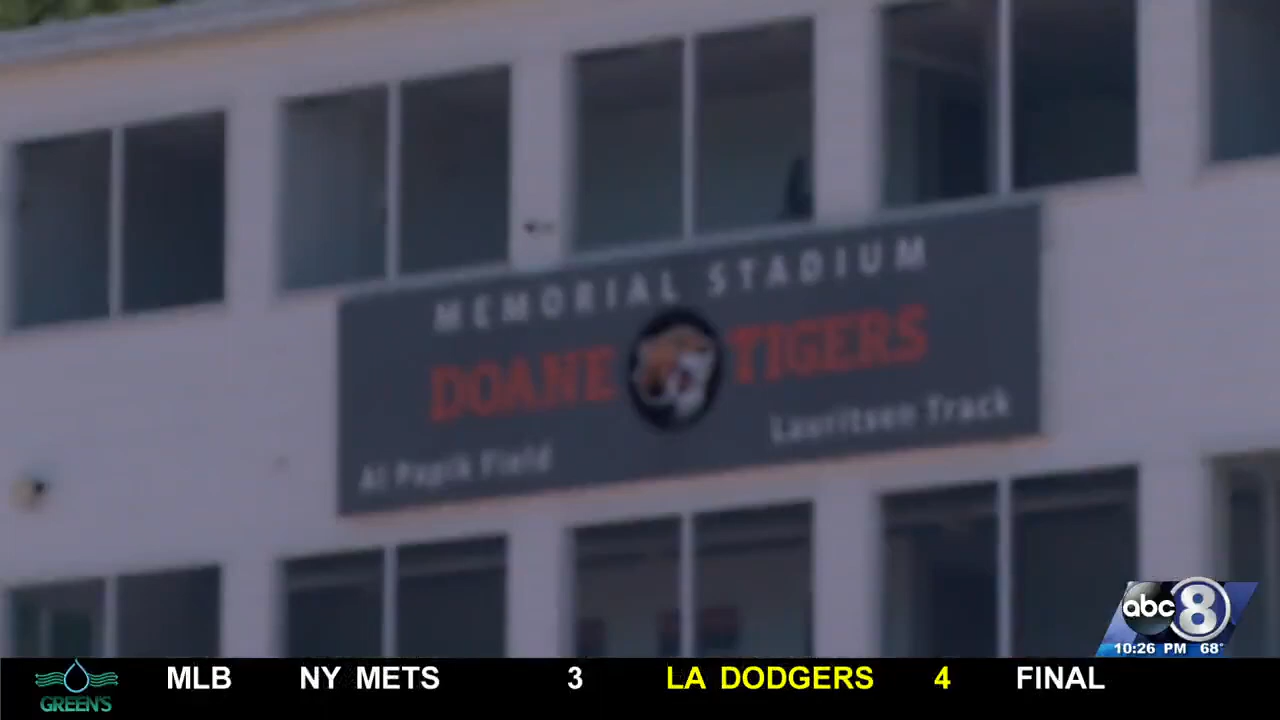 MEMORIAL STADIUM
DOANE TIGERS
Al Papik Field
Lauritsen Track
abc 8
10:26 PM 68°
GREEN'S
MLB NY METS 3 LA DODGERS 4 FINAL